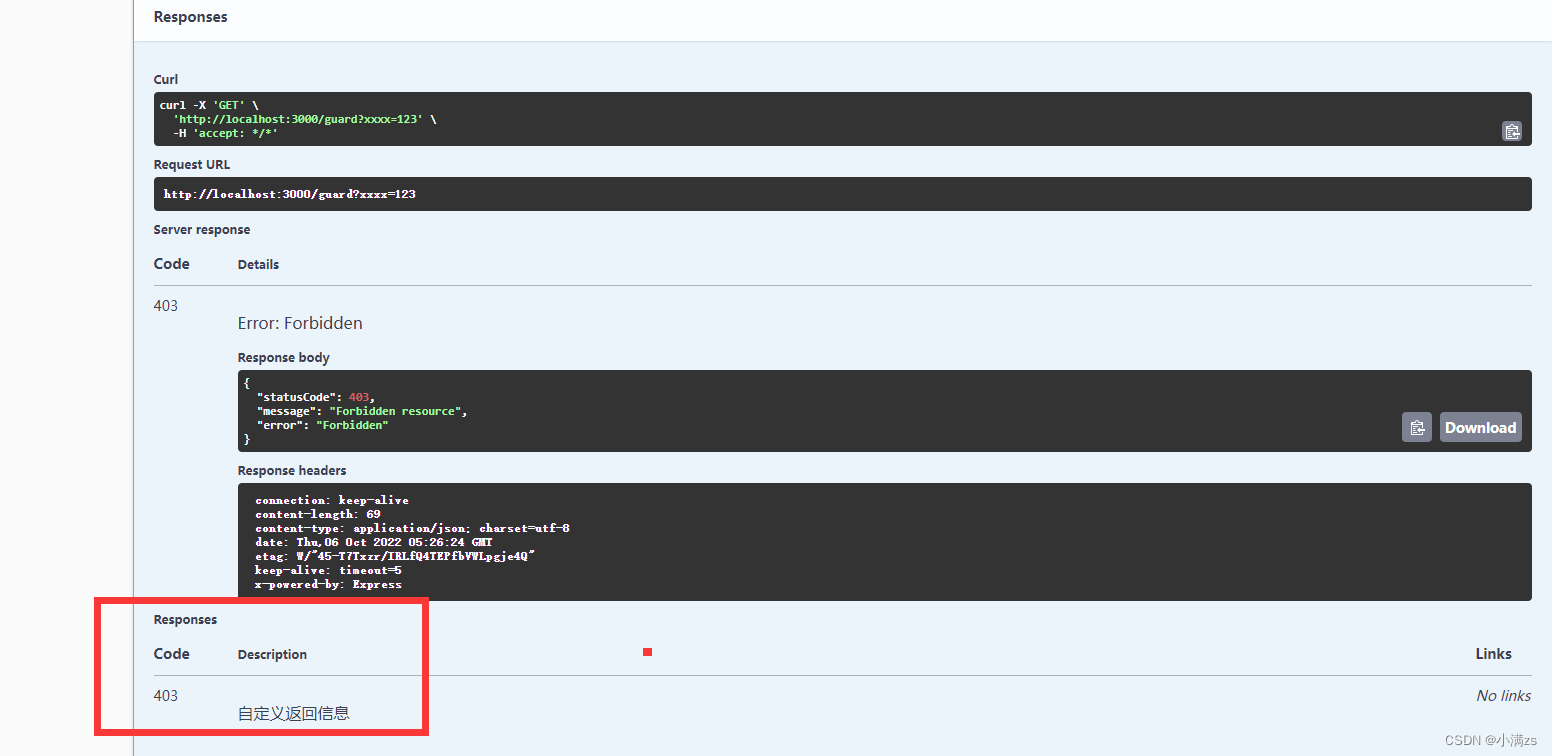 Responses
Curl
curl -X 'GET' \
'http://localhost:3000/guard?xxxx=123' \
-H 'accept: */*'
Request URL
http://localhost:3000/guard?xxxx=123
Server response
Code Details
403
Error: Forbidden
Response body
{
"statusCode": 403,
"message": "Forbidden resource",
"error": "Forbidden"
}
Download
Response headers
connection: keep-alive
content-length: 69
content-type: application/json; charset=utf-8
date: Thu,06 Oct 2022 05:26:24 GMT
etag: W/"45-T7Txzr/IRLfQ4TEPfbVWLpgje4Q"
keep-alive: timeout=5
x-powered-by: Express
Responses
Code Description Links
403 No links
自定义返回信息
CSDN @小满zs